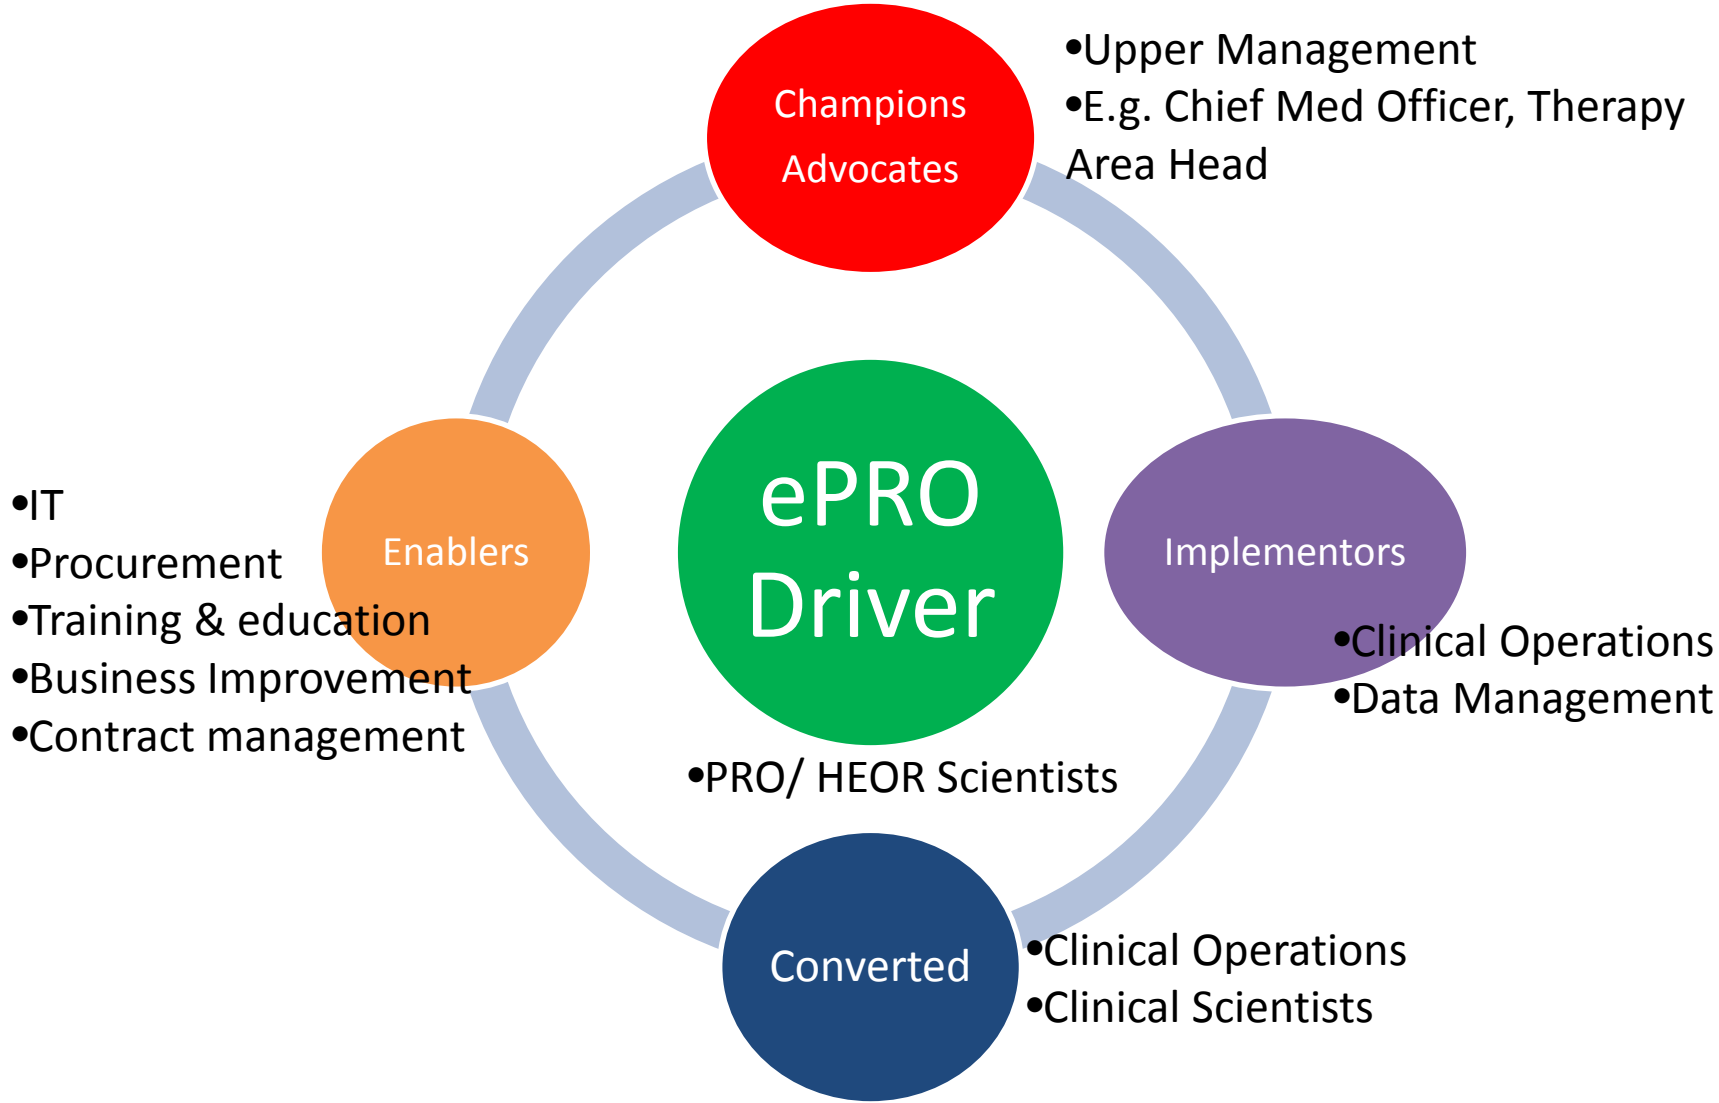 Champions
Advocates
•Upper Management
•E.g. Chief Med Officer, Therapy
Area Head
•IT
•Procurement
•Training & education
•Business Improvement
•Contract management
Enablers
ePRO
Driver
•PRO/ HEOR Scientists
Implementors
•Clinical Operations
•Data Management
Converted
•Clinical Operations
•Clinical Scientists